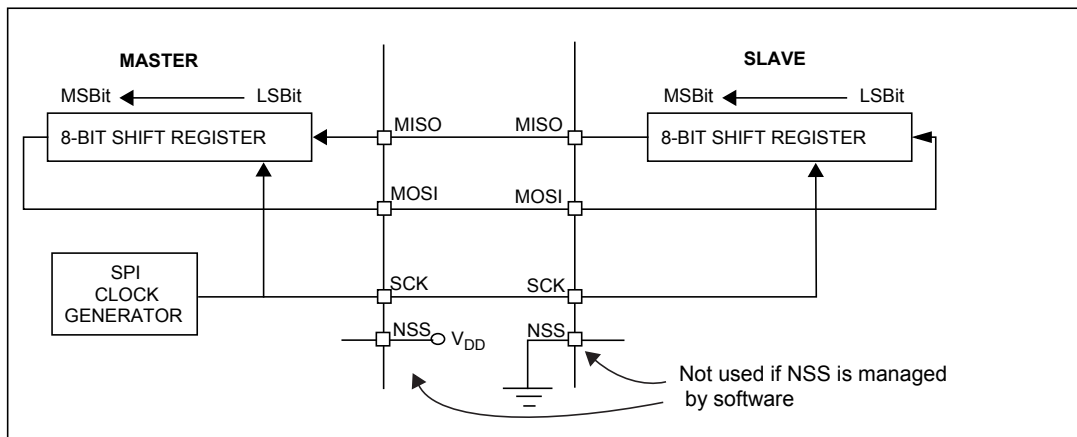 MASTER
SLAVE
MSBit
LSBit
MSBit
LSBit
8-BIT SHIFT REGISTER
MISO
MISO
8-BIT SHIFT REGISTER
MOSI
MOSI
SPI
CLOCK
GENERATOR
SCK
SCK
NSS
VDD
NSS
Not used if NSS is managed
by software